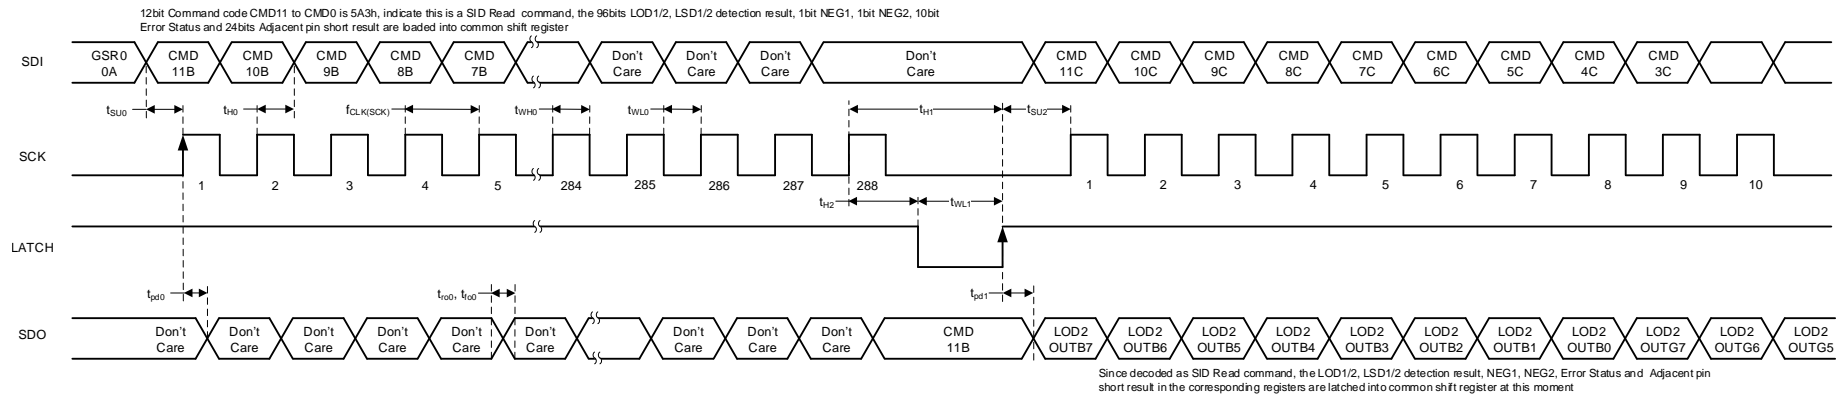 12bit Command code CMD11 to CMD0 is 5A3h, indicate this is a SID Read command, the 96bits LOD1/2, LSD1/2 detection result, 1bit NEG1, 1bit NEG2, 10bit
Error Status and 24bits Adjacent pin short result are loaded into common shift register
SDI
GSR0 CMD CMD CMD CMD CMD Don't Don't Don't Don't CMD CMD CMD CMD CMD CMD CMD CMD CMD
0A 11B 10B 9B 8B 7B Care Care Care Care 11C 10C 9C 8C 7C 6C 5C 4C 3C
tSU0 tH0 fCLK(SCK) tWH0 tWL0 tH1 tSU2
SCK
1 2 3 4 5 284 285 286 287 288 1 2 3 4 5 6 7 8 9 10
tH2 tWL1
LATCH
tpd0 tro0, tfo0 tpd1
SDO
Don't Don't Don't Don't Don't Don't Don't Don't Don't CMD LOD2 LOD2 LOD2 LOD2 LOD2 LOD2 LOD2 LOD2 LOD2 LOD2 LOD2
Care Care Care Care Care Care Care Care Care 11B OUTB7 OUTB6 OUTB5 OUTB4 OUTB3 OUTB2 OUTB1 OUTB0 OUTG7 OUTG6 OUTG5
Since decoded as SID Read command, the LOD1/2, LSD1/2 detection result, NEG1, NEG2, Error Status and Adjacent pin
short result in the corresponding registers are latched into common shift register at this moment